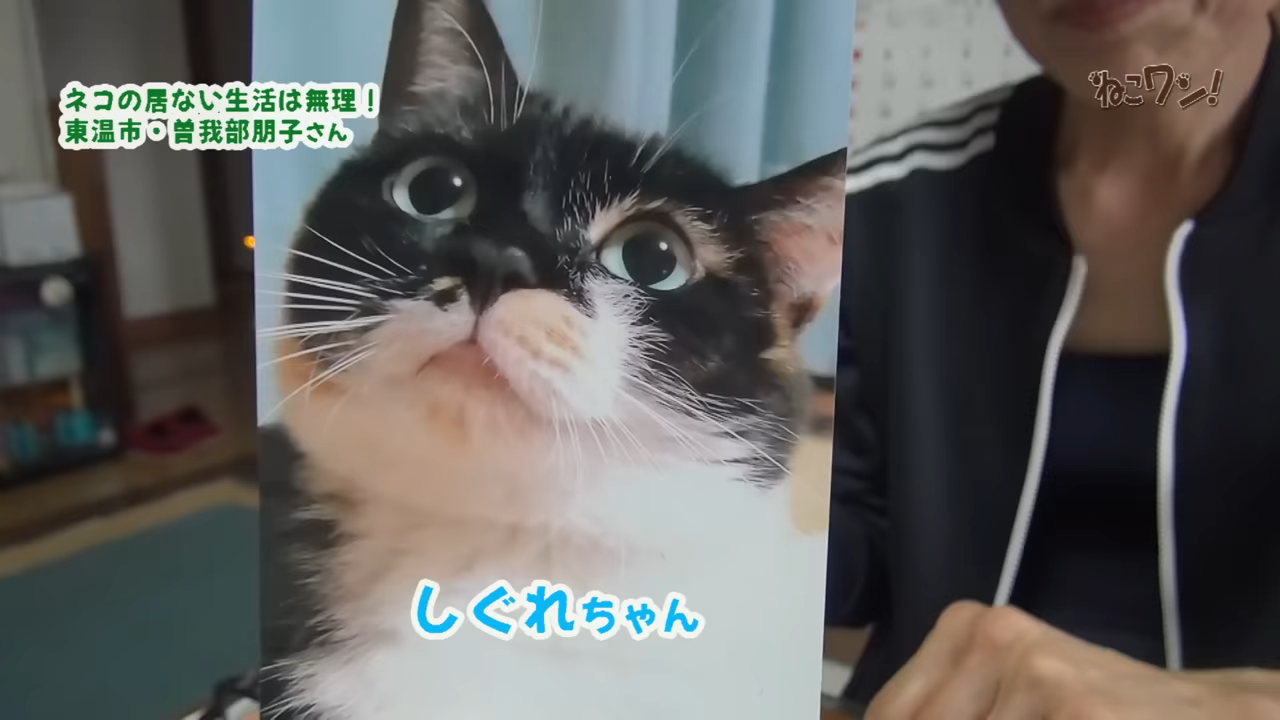 ネコの居ない生活は無理！
東温市・曽我部朋子さん
ねこワン！
しぐれちゃん